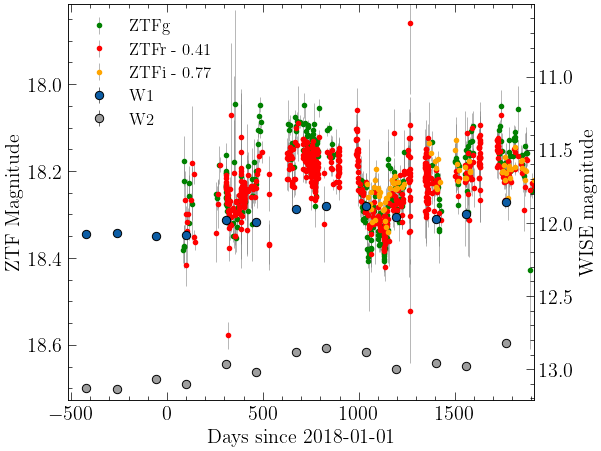 ZTFg
ZTFr - 0.41
ZTFi - 0.77
W1
W2
18.0
18.2
18.4
18.6
ZTF Magnitude
11.0
11.5
12.0
12.5
13.0
WISE magnitude
-500 0 500 1000 1500
Days since 2018-01-01